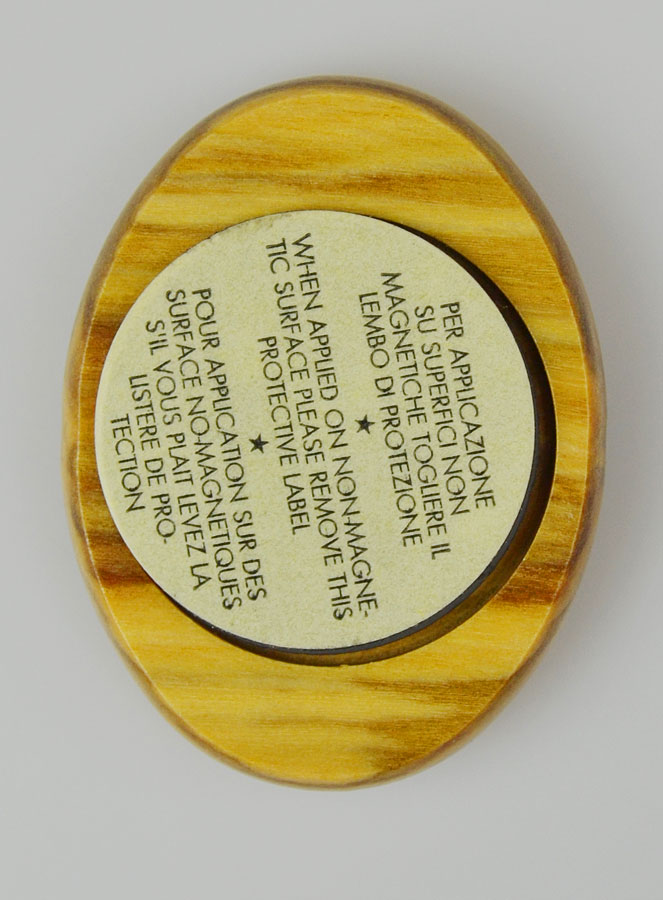 PER APPLICAZIONE
SU SUPERFICI NON
MAGNETICHE TOGLIERE IL
LEMBO DI PROTEZIONE
★
WHEN APPLIED ON NON-MAGNE-
TIC SURFACE PLEASE REMOVE THIS
PROTECTIVE LABEL
★
POUR APPLICATION SUR DES
SURFACE NO-MAGNETIQUES
S'IL VOUS PLAIT LEVEZ LA
LISTERE DE PRO-
TECTION